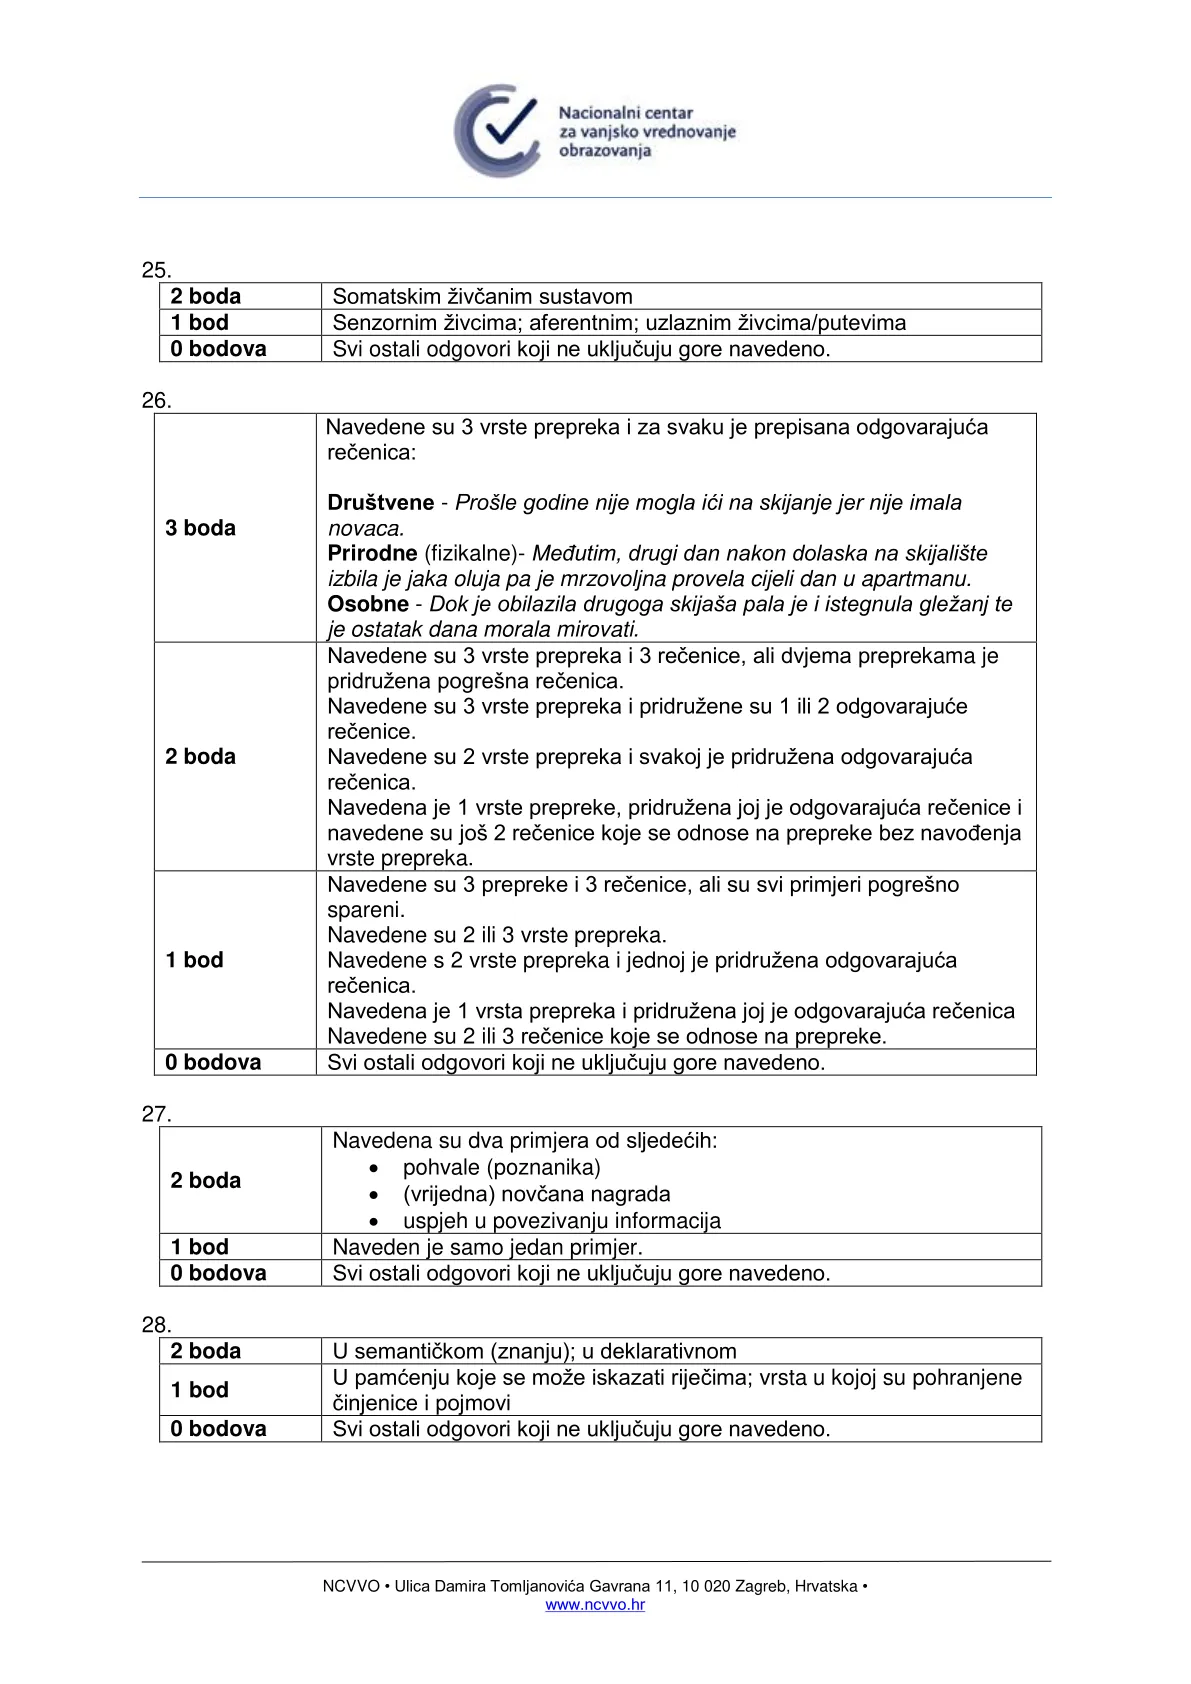 Nacionalni centar
za vanjsko vrednovanje
obrazovanja
25.
2 boda Somatskim živčanim sustavom
1 bod Senzornim živcima; aferentnim; uzlaznim živcima/putevima
0 bodova Svi ostali odgovori koji ne uključuju gore navedeno.
26.
3 boda
Navedene su 3 vrste prepreka i za svaku je prepisana odgovarajuća
rečenica:
Društvene - Prošle godine nije mogla ići na skijanje jer nije imala
novaca.
Prirodne (fizikalne)- Međutim, drugi dan nakon dolaska na skijalište
izbila je jaka oluja pa je mrzovoljna provela cijeli dan u apartmanu.
Osobne - Dok je obilazila drugoga skijaša pala je i istegnula gležanj te
je ostatak dana morala mirovati.
2 boda
Navedene su 3 vrste prepreka i 3 rečenice, ali dvjema preprekama je
pridružena pogrešna rečenica.
Navedene su 3 vrste prepreka i pridružene su 1 ili 2 odgovarajuće
rečenice.
Navedene su 2 vrste prepreka i svakoj je pridružena odgovarajuća
rečenica.
Navedena je 1 vrste prepreke, pridružena joj je odgovarajuća rečenice i
navedene su još 2 rečenice koje se odnose na prepreke bez navođenja
vrste prepreka.
1 bod
Navedene su 3 prepreke i 3 rečenice, ali su svi primjeri pogrešno
spareni.
Navedene su 2 ili 3 vrste prepreka.
Navedene s 2 vrste prepreka i jednoj je pridružena odgovarajuća
rečenica.
Navedena je 1 vrsta prepreka i pridružena joj je odgovarajuća rečenica
Navedene su 2 ili 3 rečenice koje se odnose na prepreke.
0 bodova Svi ostali odgovori koji ne uključuju gore navedeno.
27.
2 boda
Navedena su dva primjera od sljedećih:
• pohvale (poznanika)
• (vrijedna) novčana nagrada
• uspjeh u povezivanju informacija
1 bod Naveden je samo jedan primjer.
0 bodova Svi ostali odgovori koji ne uključuju gore navedeno.
28.
2 boda U semantičkom (znanju); u deklarativnom
1 bod
U pamćenju koje se može iskazati riječima; vrsta u kojoj su pohranjene
činjenice i pojmovi
0 bodova Svi ostali odgovori koji ne uključuju gore navedeno.
NCVVO • Ulica Damira Tomljanovića Gavrana 11, 10 020 Zagreb, Hrvatska •
www.ncvvo.hr